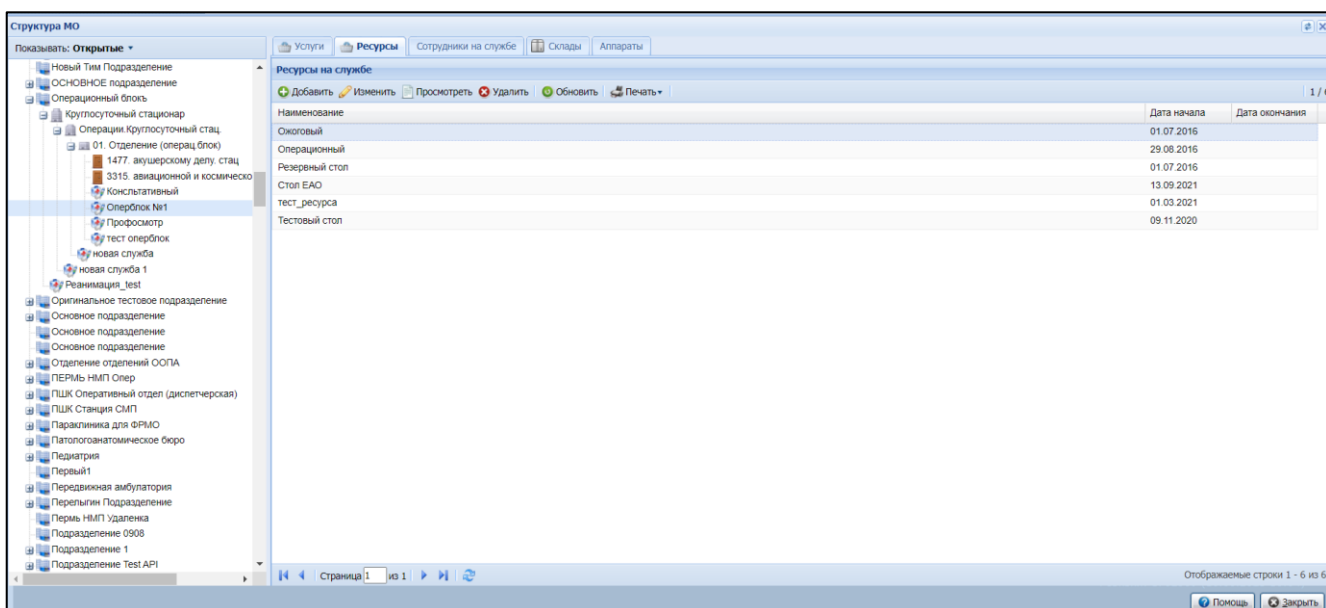 Структура МО
Показывать: Открытые
Услуги Ресурсы Сотрудники на службе Склады Аппараты
Новый Тим Подразделение
ОСНОВНОЕ подразделение
Операционный блокъ
Круглосуточный стационар
Операции.Круглосуточный стац.
01. Отделение (операц.блок)
1477. акушерскому делу. стац
3315. авиационной и космическо
Консльтативный
Оперблок №1
Профосмотр
тест оперблок
новая служба
новая служба 1
Реанимация_test
Оригинальное тестовое подразделение
Основное подразделение
Основное подразделение
Основное подразделение
Отделение отделений ООПА
ПЕРМЬ НМП Опер
ПШК Оперативный отдел (диспетчерская)
ПШК Станция СМП
Параклиника для ФРМО
Патологоанатомическое бюро
Педиатрия
Первый1
Передвижная амбулатория
Перелыгин Подразделение
Пермь НМП Удаленка
Подразделение 0908
Подразделение 1
Подразделение Test API
Ресурсы на службе
Добавить Изменить Просмотреть Удалить Обновить Печать 1 / 6
Наименование Дата начала Дата окончания
Ожоговый 01.07.2016
Операционный 29.08.2016
Резервный стол 01.07.2016
Стол ЕАО 13.09.2021
тест_ресурса 01.03.2021
Тестовый стол 09.11.2020
Страница 1 из 1 Отображаемые строки 1 - 6 из 6
Помощь Закрыть